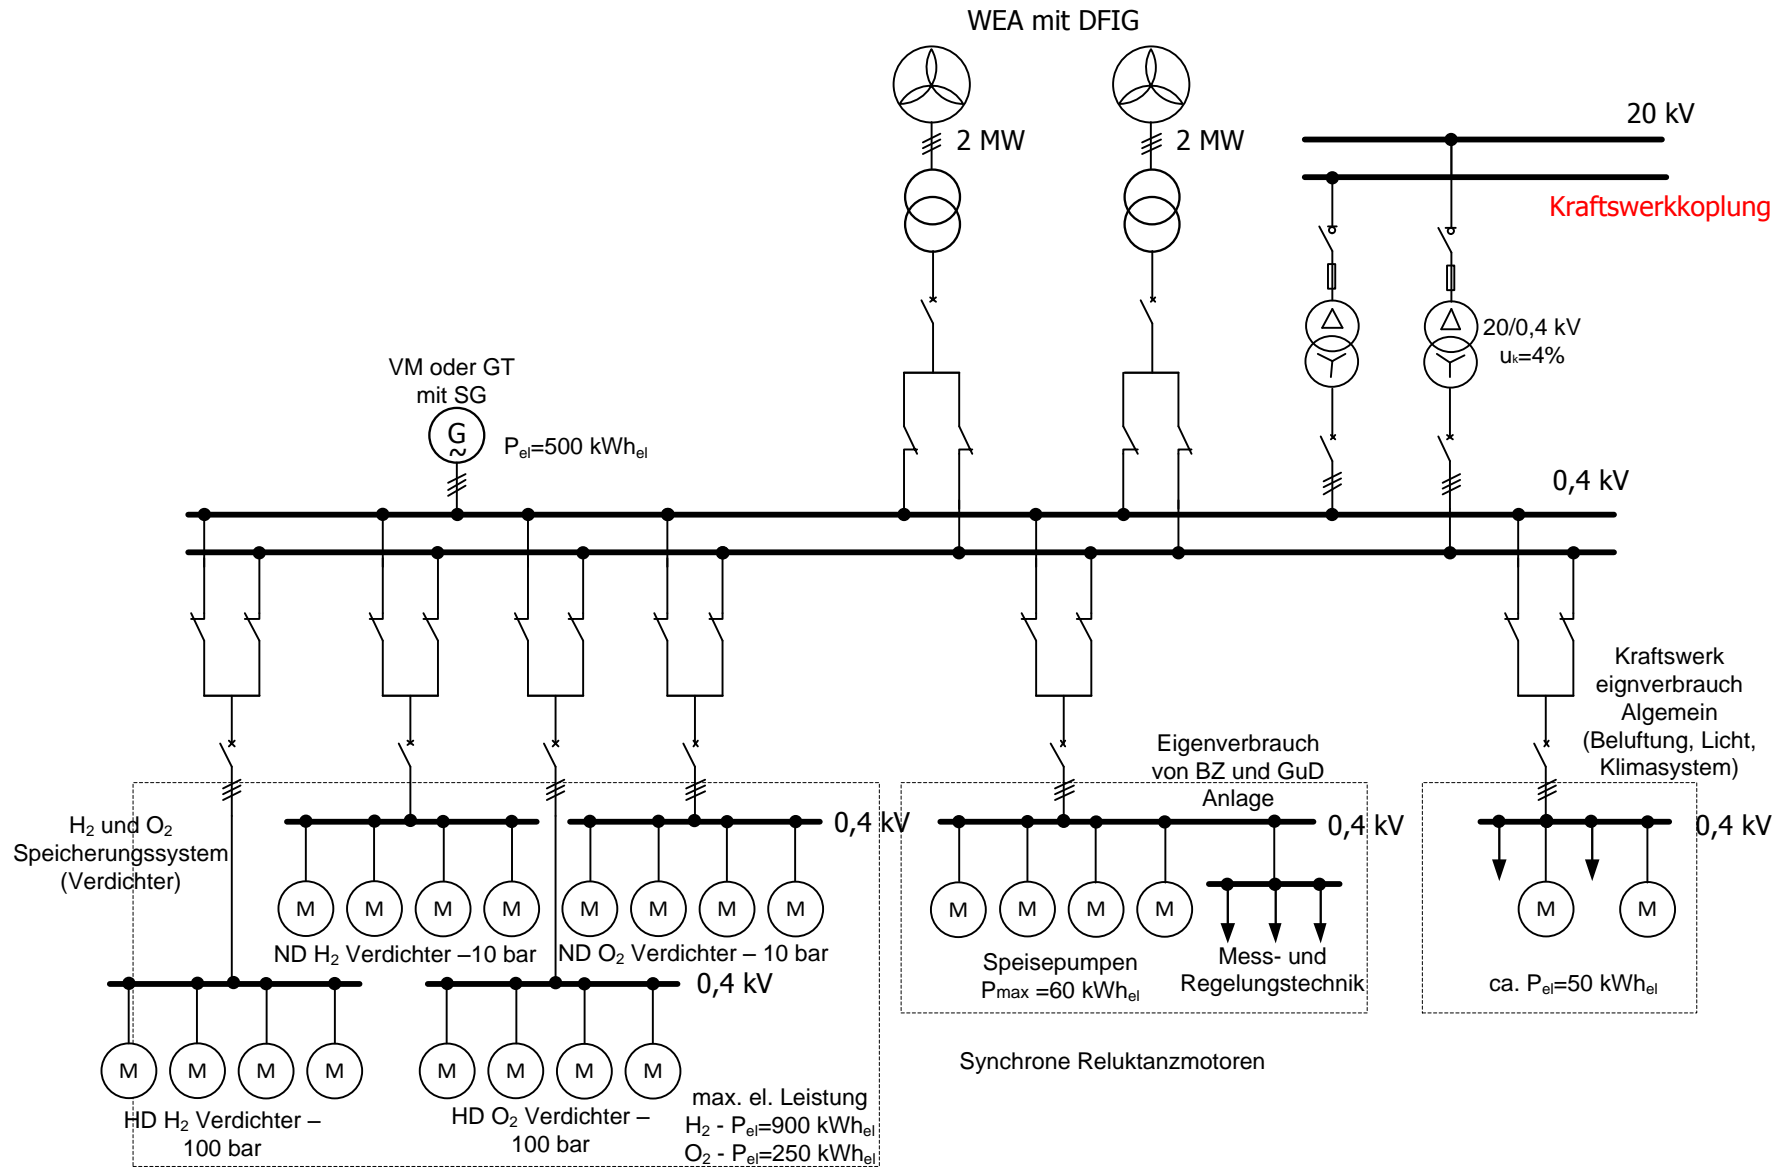 WEA mit DFIG
2 MW
2 MW
20 kV
Kraftswerkkoplung
20/0,4 kV
uk=4%
VM oder GT
mit SG
G
~
Pel=500 kWhel
0,4 kV
Kraftswerk
eignverbrauch
Algemein
(Beluftung, Licht,
Klimasystem)
Eigenverbrauch
von BZ und GuD
Anlage
H2 und O2
Speicherungssystem
(Verdichter)
0,4 kV
0,4 kV
0,4 kV
M M M M M M M M
M M M M
M M
ND H2 Verdichter –10 bar
ND O2 Verdichter – 10 bar
Speisepumpen
Pmax =60 kWhel
Mess- und
Regelungstechnik
ca. Pel=50 kWhel
0,4 kV
M M M M M M M M
Synchrone Reluktanzmotoren
HD H2 Verdichter –
100 bar
HD O2 Verdichter –
100 bar
max. el. Leistung
H2 - Pel=900 kWhel
O2 - Pel=250 kWhel